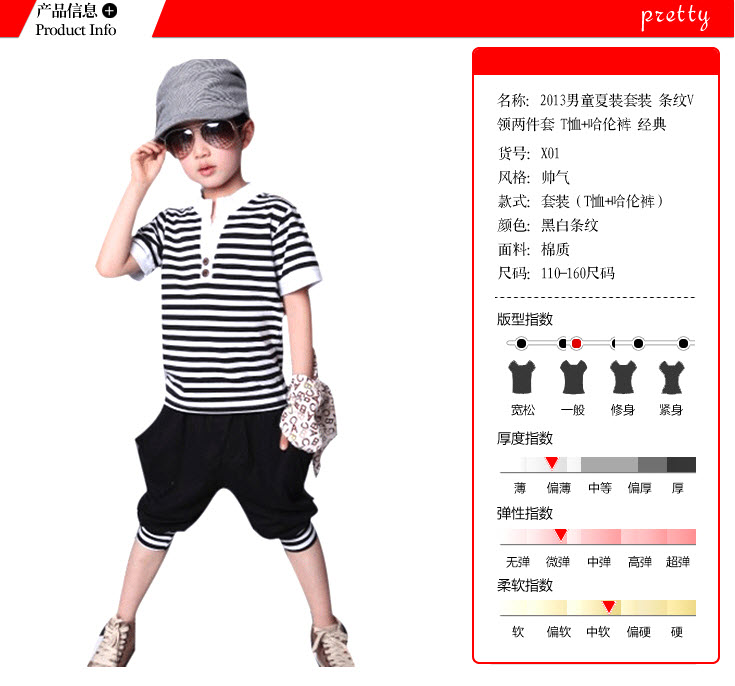 产品信息
Product Info
pretty
名称: 2013男童夏装套装 条纹V
领两件套 T恤+哈伦裤 经典
货号: X01
风格: 帅气
款式: 套装（T恤+哈伦裤）
颜色: 黑白条纹
面料: 棉质
尺码: 110-160尺码
版型指数
宽松 一般 修身 紧身
厚度指数
薄 偏薄 中等 偏厚 厚
弹性指数
无弹 微弹 中弹 高弹 超弹
柔软指数
软 偏软 中软 偏硬 硬